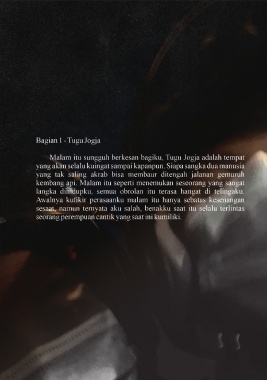 Bagian 1 - Tugu Jogja
Malam itu sungguh berkesan bagiku, Tugu Jogja adalah tempat
yang akan selalu kuingat sampai kapanpun. Siapa sangka dua manusia
yang tak saling akrab bisa membaur ditengah jalanan gemuruh
kembang api. Malam itu seperti menemukan seseorang yang sangat
langka dihidupku, semua obrolan itu terasa hangat di telingaku.
Awalnya kufikir perasaanku malam itu hanya sebatas kesenangan
sesaat, namun ternyata aku salah, benakku saat itu selalu terlintas
seorang perempuan cantik yang saat ini kumiliki.